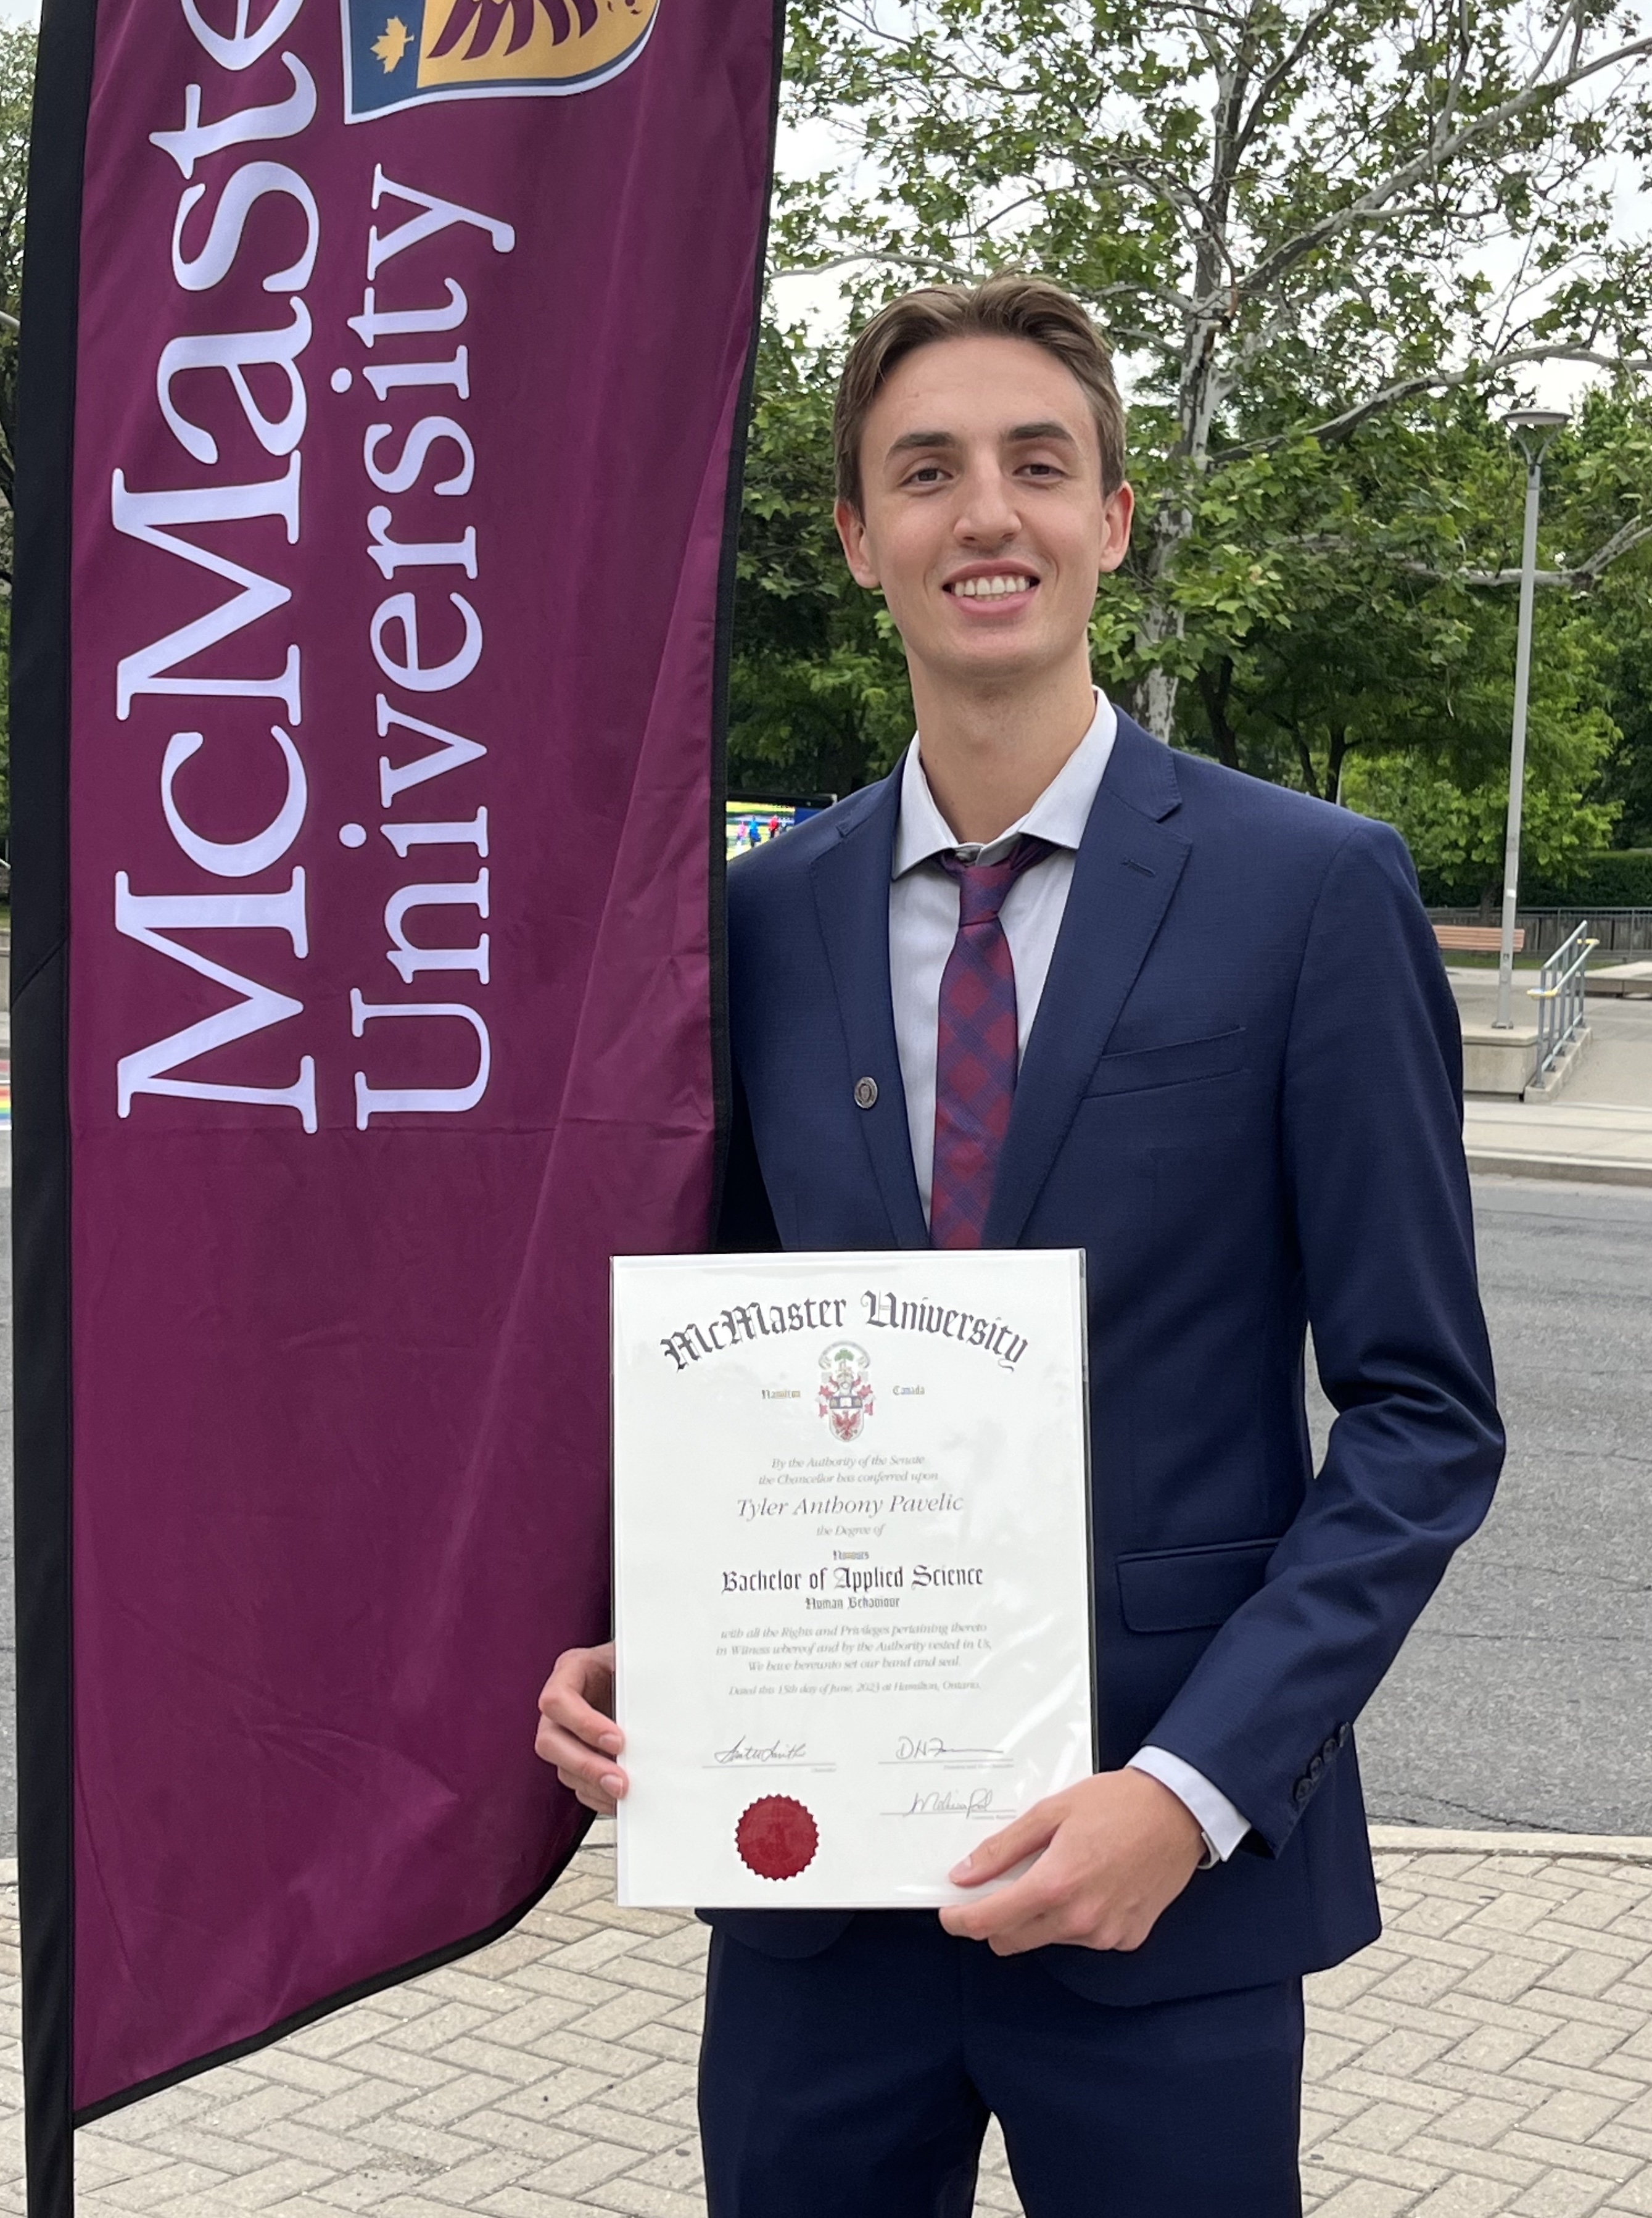 McMaste
University
McMaster University
Hamilton Canada
By the Authority of the Senate
the Chancellor has conferred upon
Tyler Anthony Pavelic
the Degree of
Honours
Bachelor of Applied Science
Human Behaviour
with all the Rights and Privileges pertaining thereto
in Witness whereof and by the Authority vested in Us,
We have hereunto set our hand and seal.
Dated this 15th day of June, 2023 at Hamilton, Ontario.